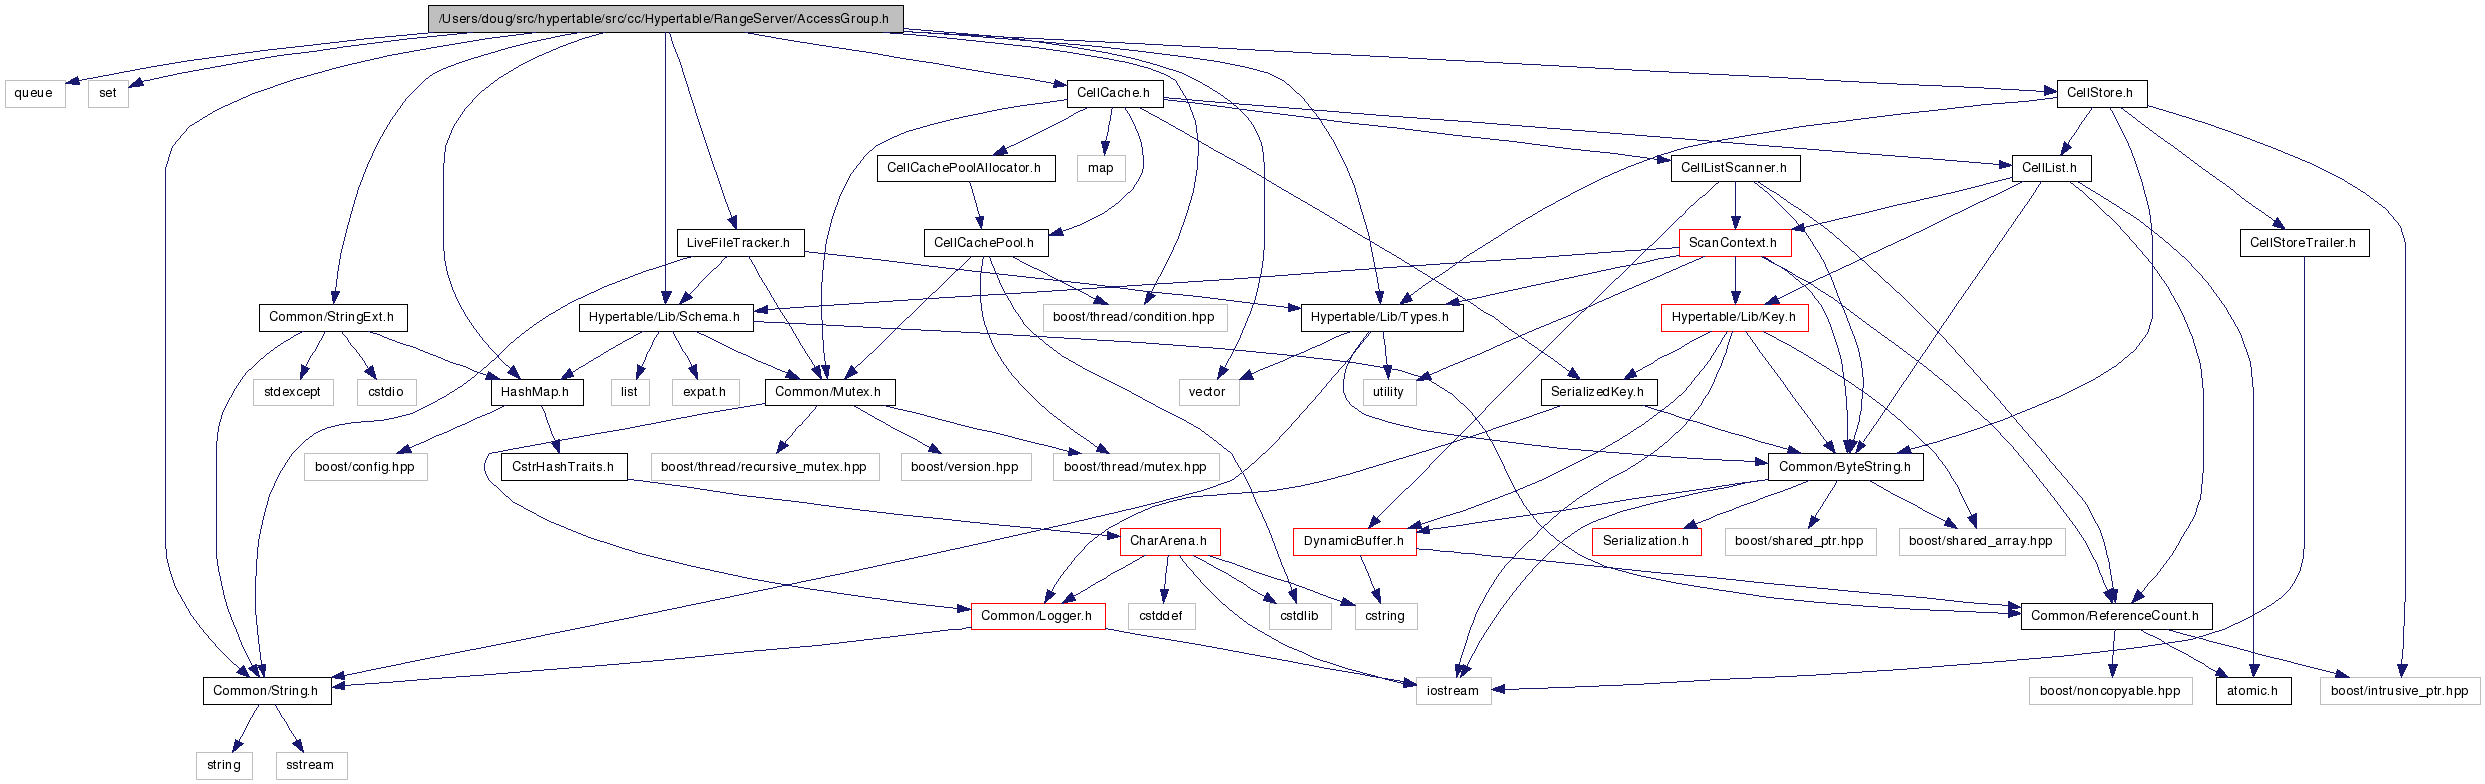 /Users/doug/src/hypertable/src/cc/Hypertable/RangeServer/AccessGroup.h
queue
set
CellCache.h
CellStore.h
CellCachePoolAllocator.h
map
CellListScanner.h
CellList.h
LiveFileTracker.h
CellCachePool.h
ScanContext.h
CellStoreTrailer.h
Common/StringExt.h
Hypertable/Lib/Schema.h
boost/thread/condition.hpp
Hypertable/Lib/Types.h
Hypertable/Lib/Key.h
stdexcept
cstdio
HashMap.h
list
expat.h
Common/Mutex.h
vector
utility
SerializedKey.h
boost/config.hpp
CstrHashTraits.h
boost/thread/recursive_mutex.hpp
boost/version.hpp
boost/thread/mutex.hpp
Common/ByteString.h
CharArena.h
DynamicBuffer.h
Serialization.h
boost/shared_ptr.hpp
boost/shared_array.hpp
Common/Logger.h
cstddef
cstdlib
cstring
Common/ReferenceCount.h
Common/String.h
iostream
boost/noncopyable.hpp
atomic.h
boost/intrusive_ptr.hpp
string
sstream